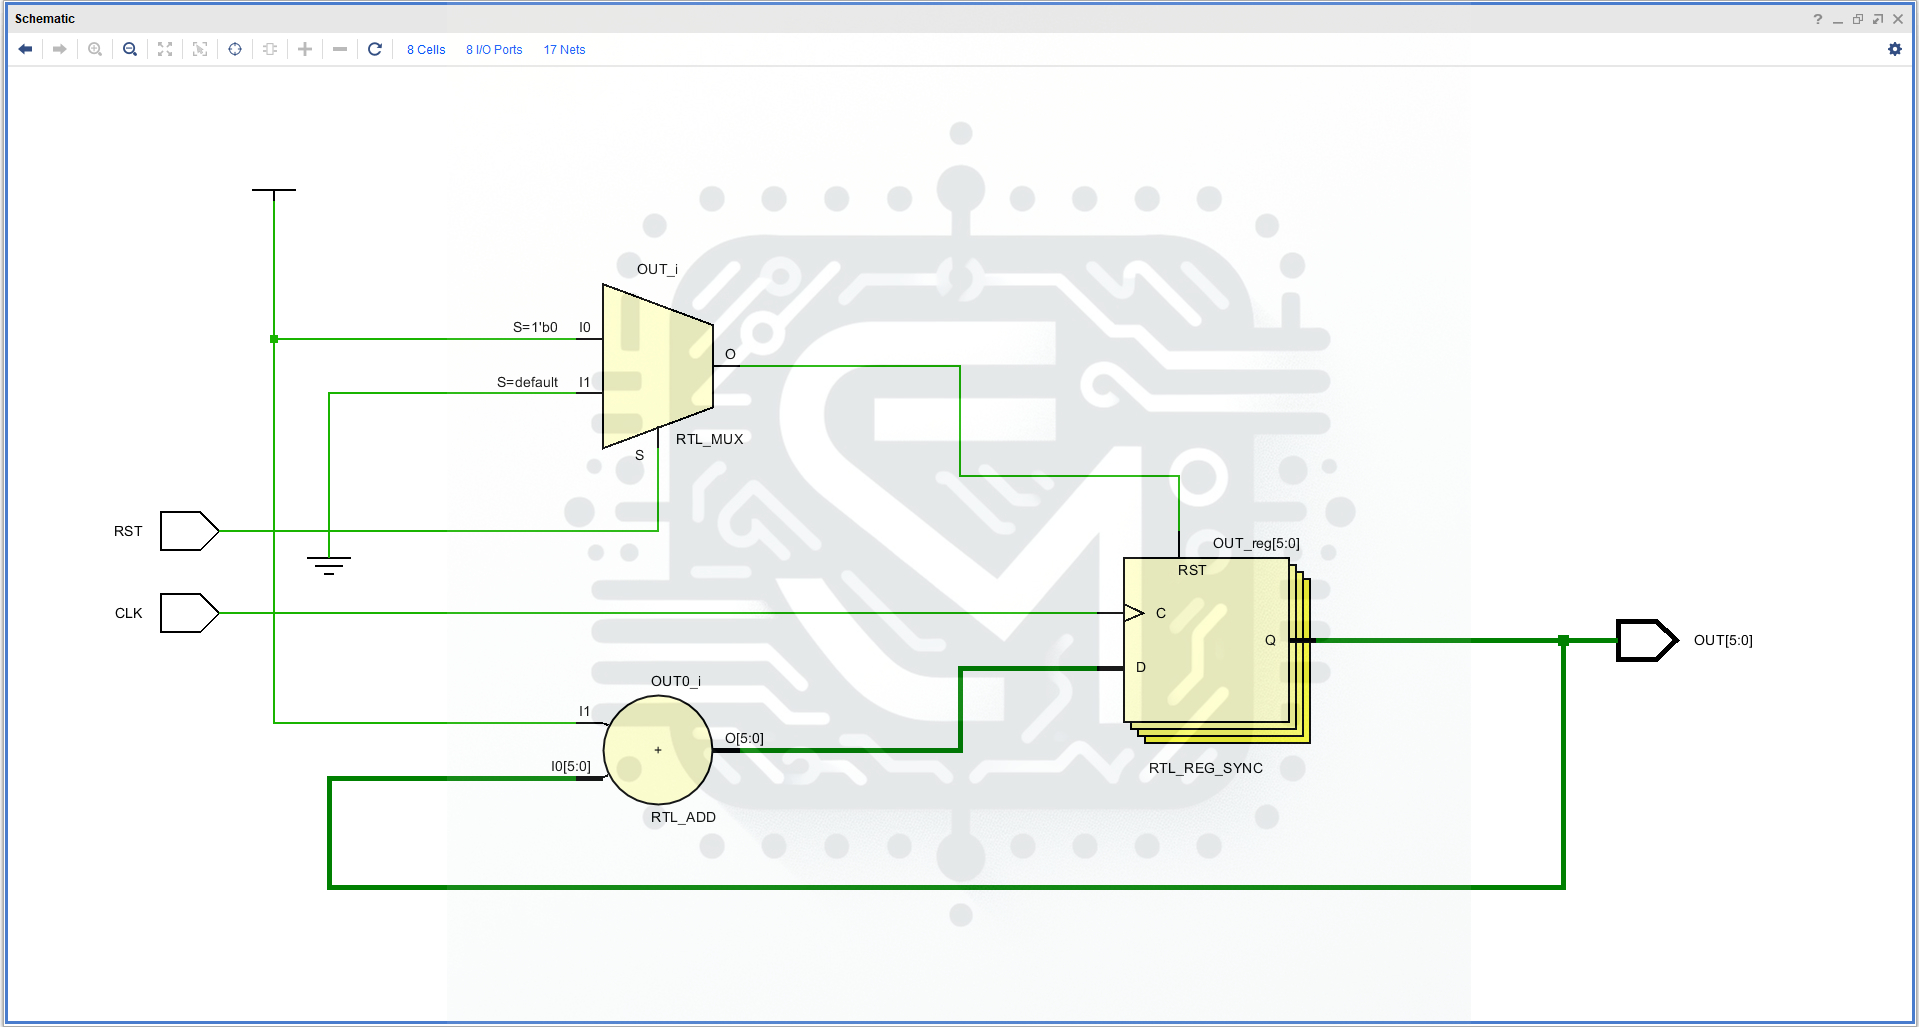 Schematic
8 Cells 8 I/O Ports 17 Nets
OUT_i
S=1'b0 I0
O
S=default I1
RTL_MUX
S
RST
OUT_reg[5:0]
RST
CLK
C
Q
OUT[5:0]
D
OUT0_i
I1
O[5:0]
+
I0[5:0]
RTL_REG_SYNC
RTL_ADD